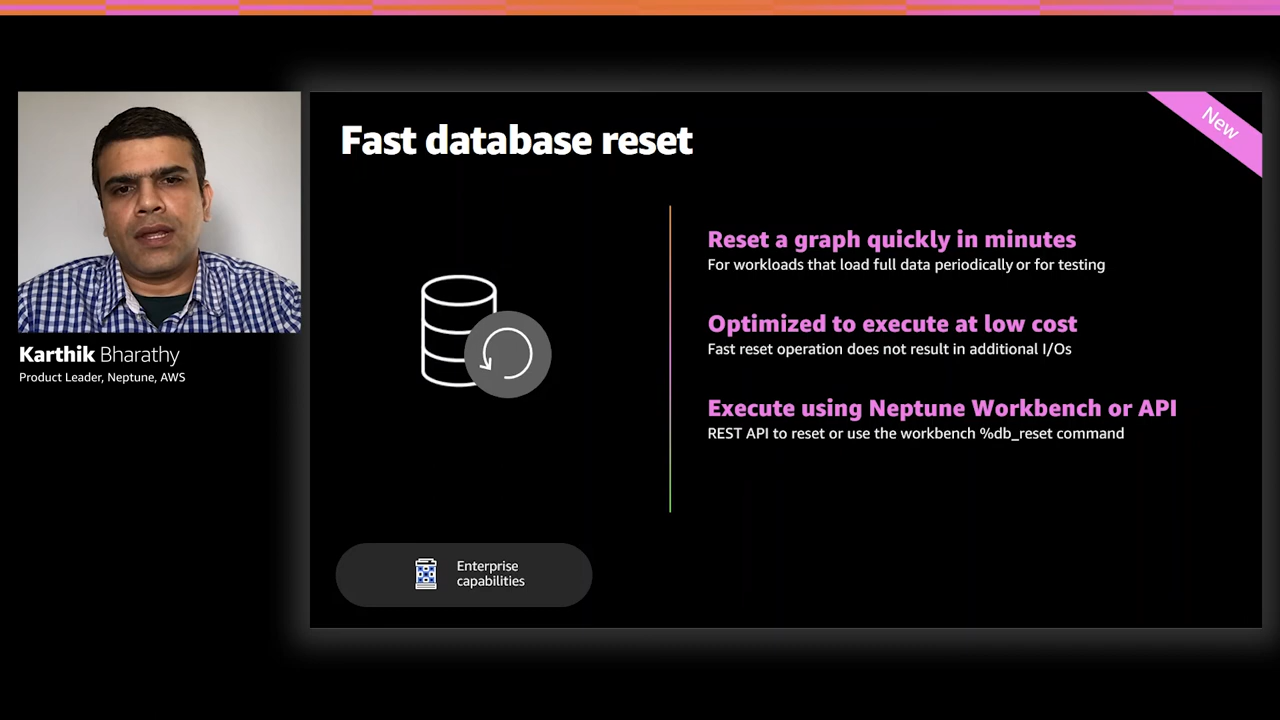 Fast database reset
New
Reset a graph quickly in minutes
For workloads that load full data periodically or for testing
Optimized to execute at low cost
Fast reset operation does not result in additional I/Os
Execute using Neptune Workbench or API
REST API to reset or use the workbench %db_reset command
Enterprise
capabilities
Karthik Bharathy
Product Leader, Neptune, AWS